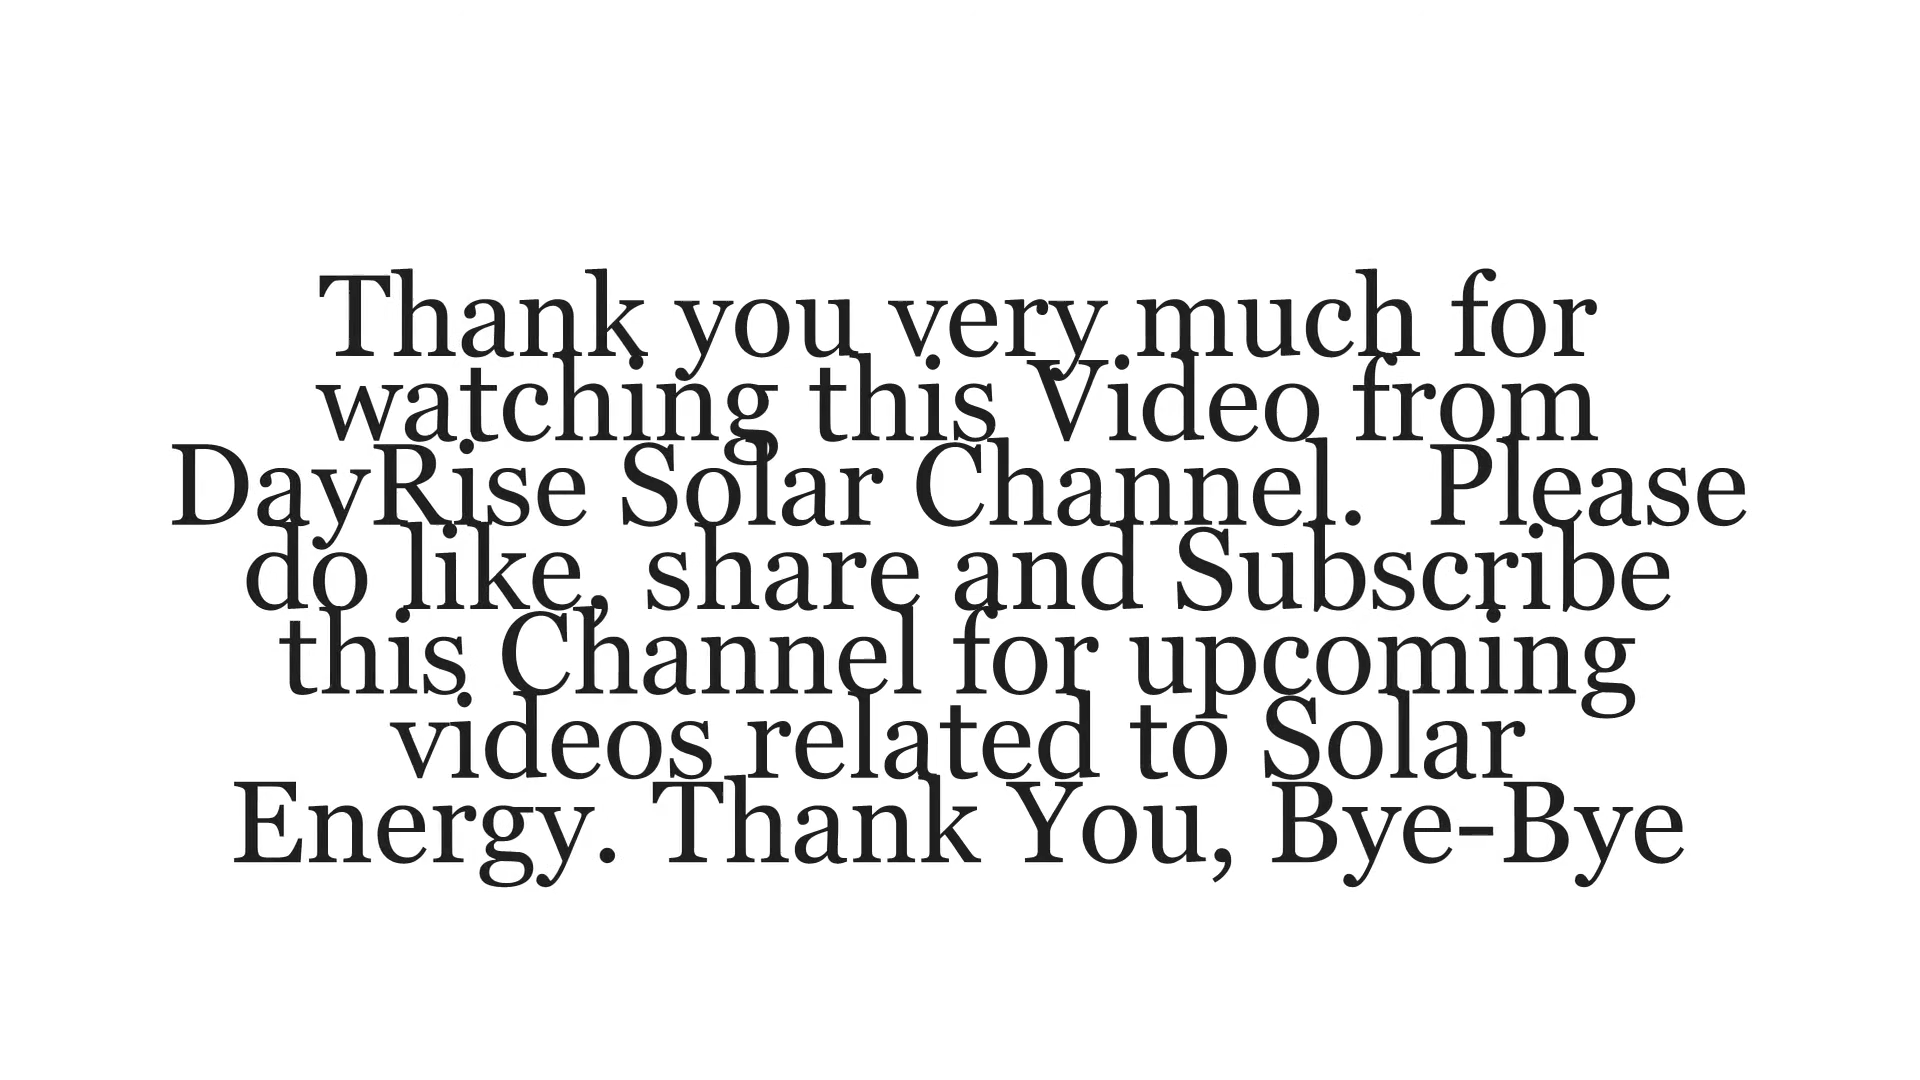 Thank you very much for
watching this Video from
DayRise Solar Channel.  Please
do like, share and Subscribe
this Channel for upcoming
videos related to Solar
Energy. Thank You, Bye-Bye